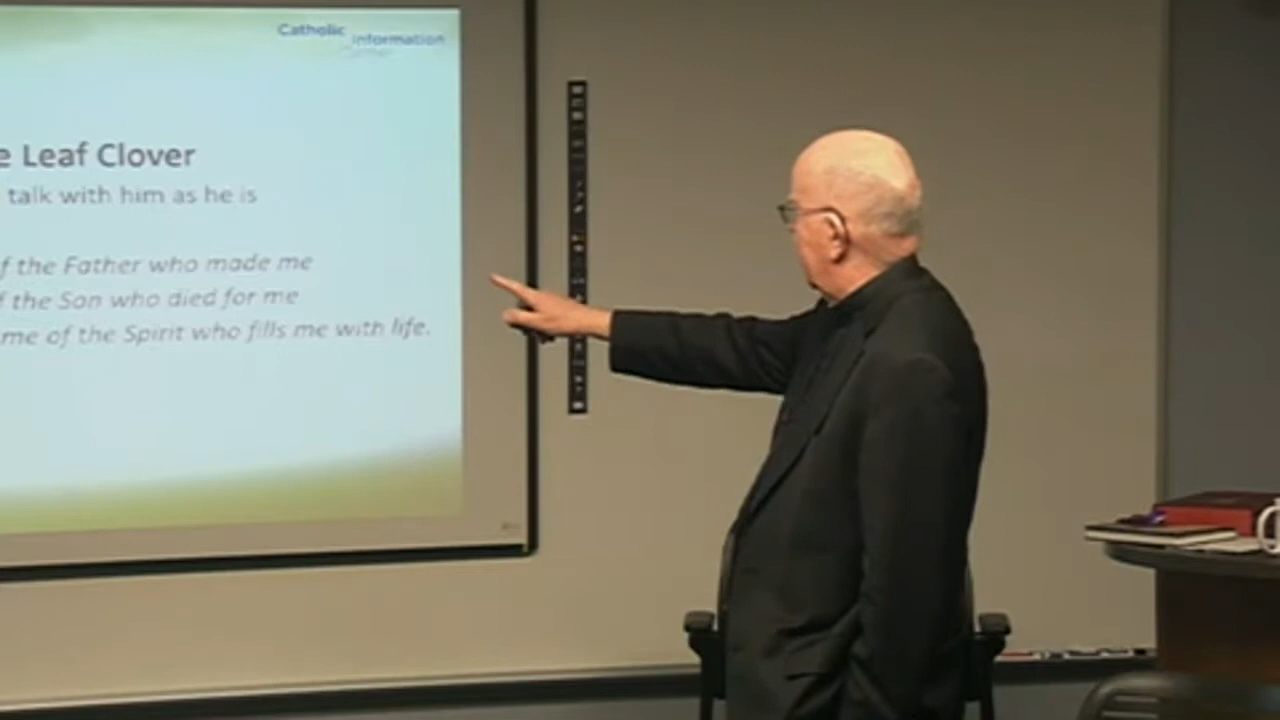 Catholic
information
e Leaf Clover
talk with him as he is
f the Father who made me
f the Son who died for me
me of the Spirit who fills me with life.